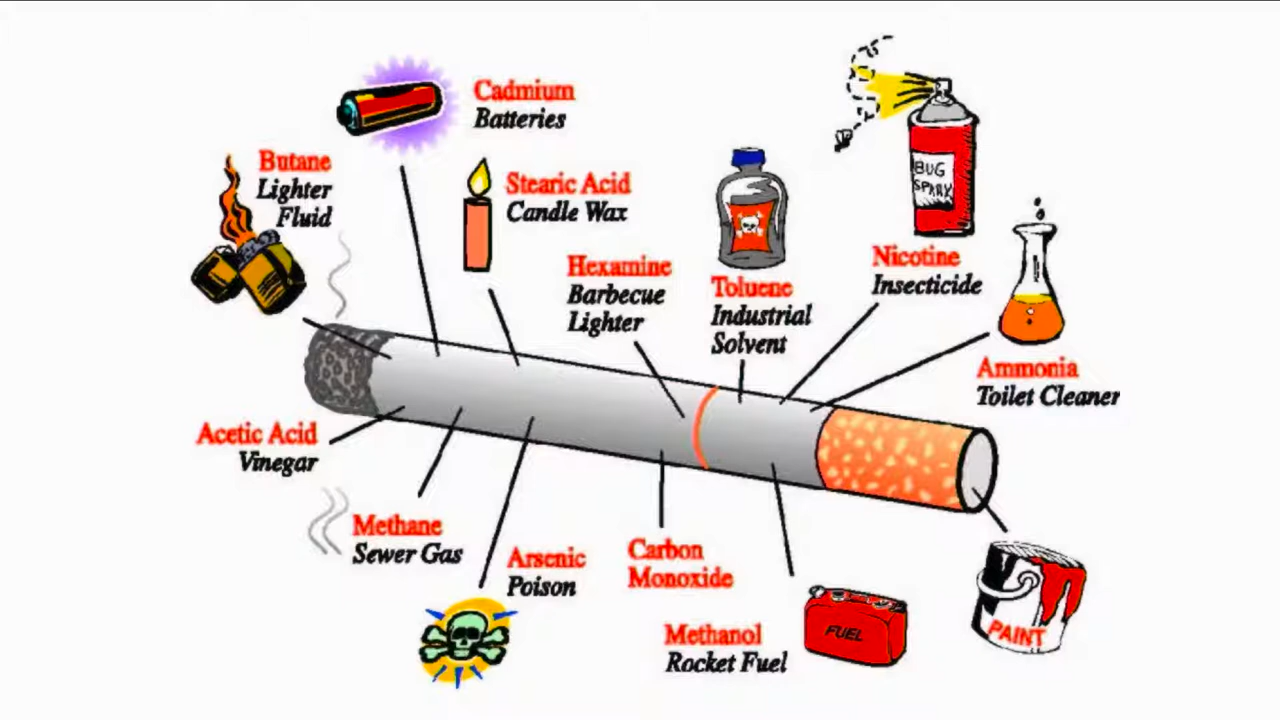 Cadmium
Batteries
Butane
Lighter
Fluid
Stearic Acid
Candle Wax
Hexamine
Barbecue
Lighter
Toluene
Industrial
Solvent
BUG
SPRAY
Nicotine
Insecticide
Ammonia
Toilet Cleaner
Acetic Acid
Vinegar
Methane
Sewer Gas
Arsenic
Poison
Carbon
Monoxide
Methanol
Rocket Fuel
FUEL
PAINT